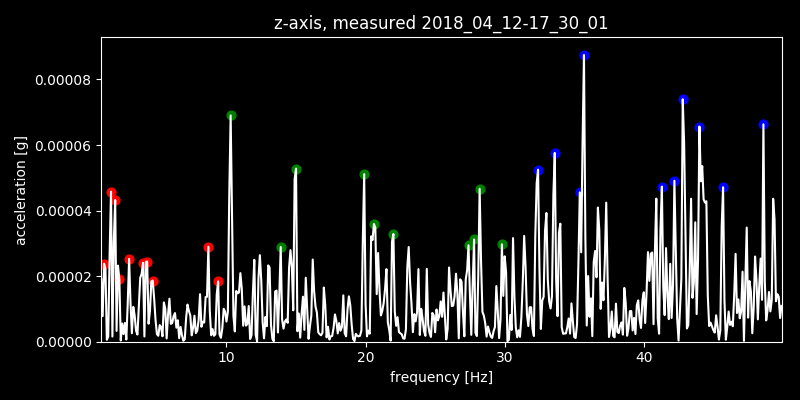 z-axis, measured 2018_04_12-17_30_01
0.00008
0.00006
0.00004
0.00002
0.00000
acceleration [g]
10 20 30 40
frequency [Hz]